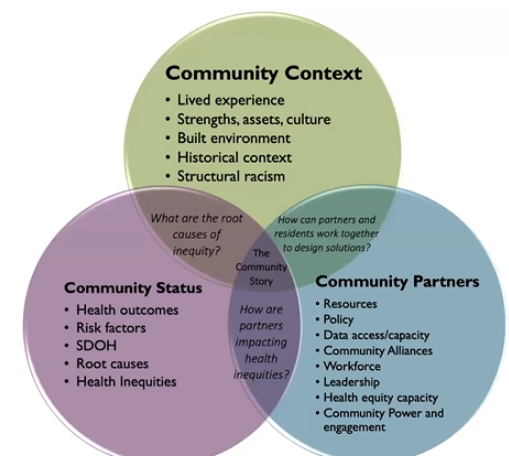 Community Context
• Lived experience
• Strengths, assets, culture
• Built environment
• Historical context
• Structural racism
What are the root
causes of
inequity?
How can partners and
residents work together
to design solutions?
The
Community
Story
Community Status
• Health outcomes
• Risk factors
• SDOH
• Root causes
• Health Inequities
How are
partners
impacting
health
inequities?
Community Partners
• Resources
• Policy
• Data access/capacity
• Community Alliances
• Workforce
• Leadership
• Health equity capacity
• Community Power and
engagement